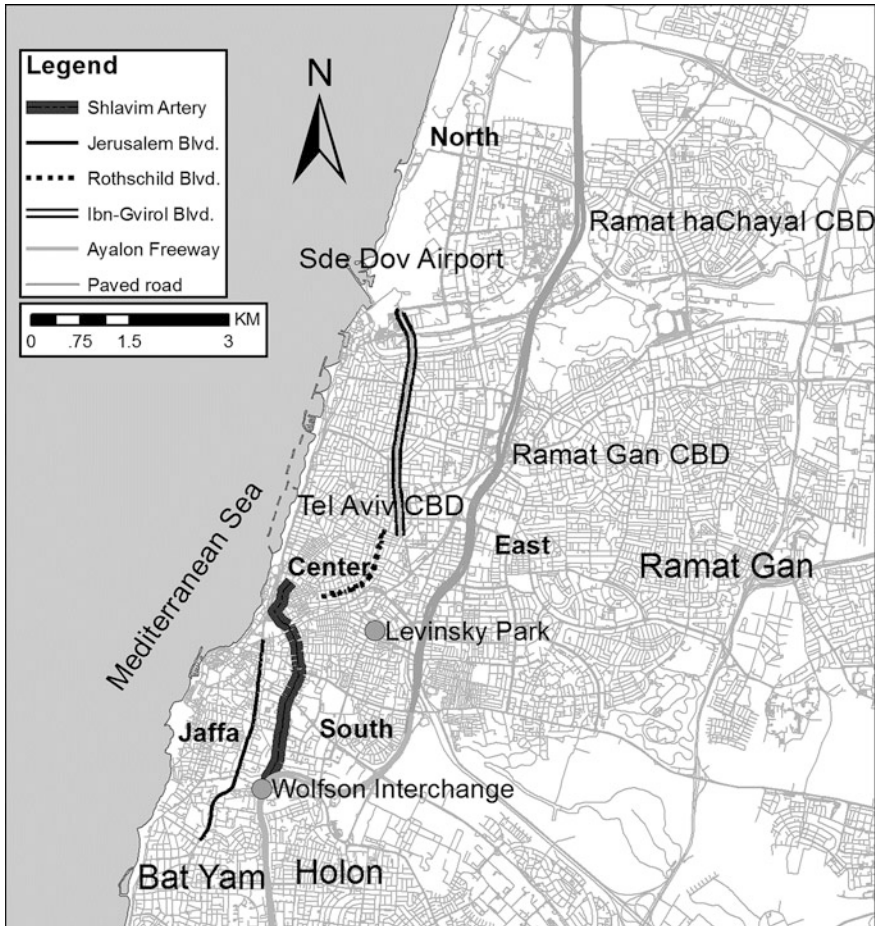 Legend
Shlavim Artery
Jerusalem Blvd.
Rothschild Blvd.
Ibn-Gvirol Blvd.
Ayalon Freeway
Paved road
KM
0 .75 1.5 3
N
North
Ramat haChayal CBD
Sde Dov Airport
Ramat Gan CBD
Tel Aviv CBD
Mediterranean Sea
East
Center
Ramat Gan
Levinsky Park
Jaffa
South
Wolfson Interchange
Bat Yam
Holon